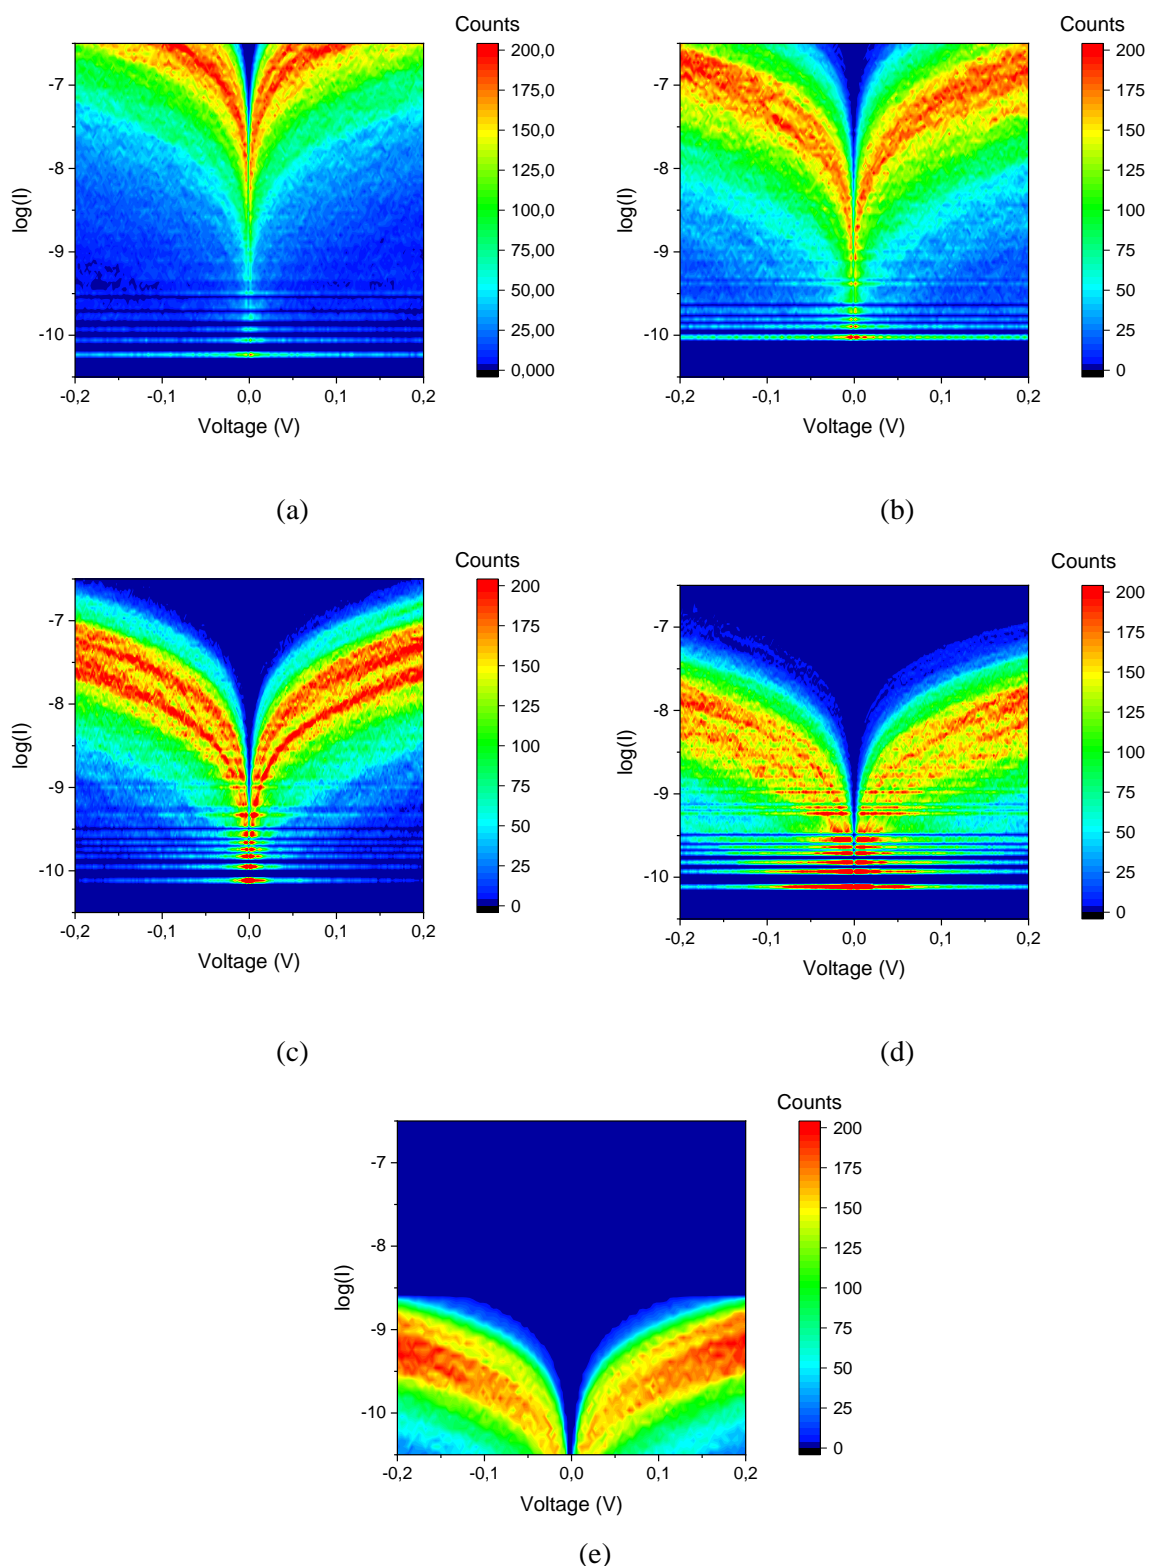 Counts
200,0
175,0
150,0
125,0
100,0
75,00
50,00
25,00
0,000
-7
-8
-9
-10
log(I)
-0,2 -0,1 0,0 0,1 0,2
Voltage (V)
(a)
Counts
200
175
150
125
100
75
50
25
0
-7
-8
-9
-10
log(I)
-0,2 -0,1 0,0 0,1 0,2
Voltage (V)
(b)
Counts
200
175
150
125
100
75
50
25
0
-7
-8
-9
-10
log(I)
-0,2 -0,1 0,0 0,1 0,2
Voltage (V)
(c)
Counts
200
175
150
125
100
75
50
25
0
-7
-8
-9
-10
log(I)
-0,2 -0,1 0,0 0,1 0,2
Voltage (V)
(d)
Counts
200
175
150
125
100
75
50
25
0
-7
-8
-9
-10
log(I)
-0,2 -0,1 0,0 0,1 0,2
Voltage (V)
(e)